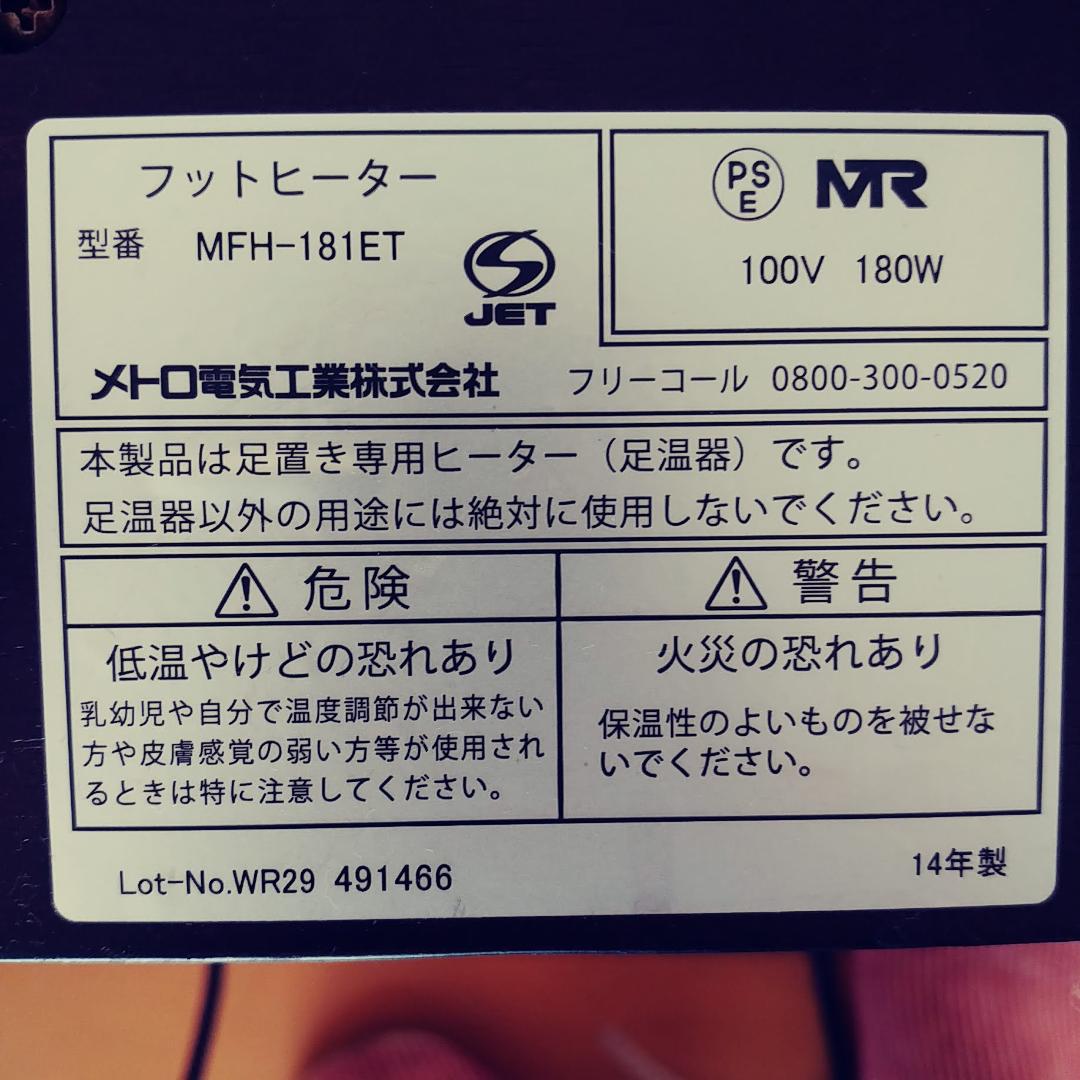 フットヒーター
型番 MFH-181ET
JET
PSE MTR
100V 180W
メトロ電気工業株式会社 フリーコール 0800-300-0520
本製品は足置き専用ヒーター（足温器）です。
足温器以外の用途には絶対に使用しないでください。
危険
低温やけどの恐れあり
乳幼児や自分で温度調節が出来ない
方や皮膚感覚の弱い方等が使用され
るときは特に注意してください。
警告
火災の恐れあり
保温性のよいものを被せな
いでください。
Lot-No.WR29 491466
14年製